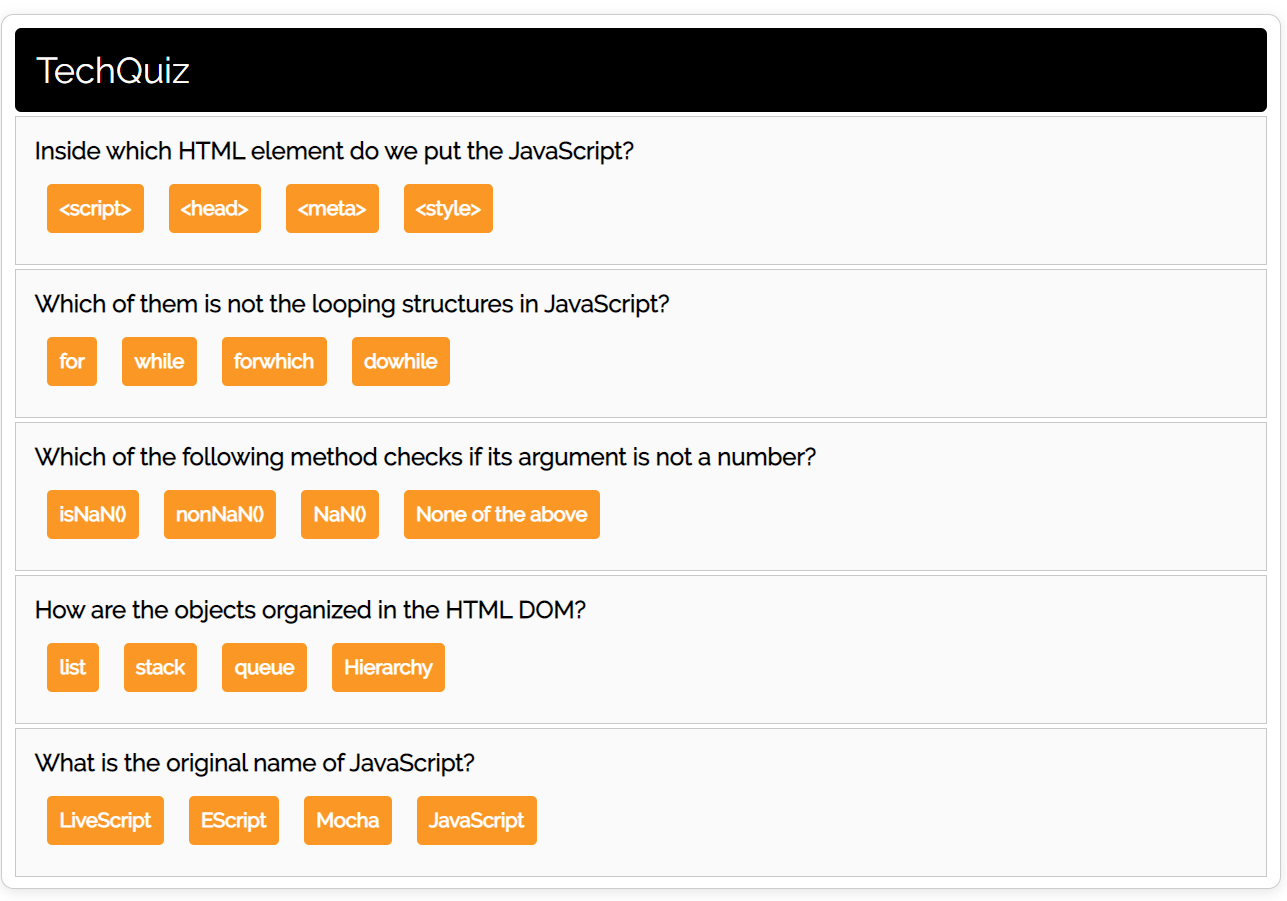 TechQuiz
Inside which HTML element do we put the JavaScript?
<script> <head> <meta> <style>
Which of them is not the looping structures in JavaScript?
for while forwhich dowhile
Which of the following method checks if its argument is not a number?
isNaN() nonNaN() NaN() None of the above
How are the objects organized in the HTML DOM?
list stack queue Hierarchy
What is the original name of JavaScript?
LiveScript EScript Mocha JavaScript